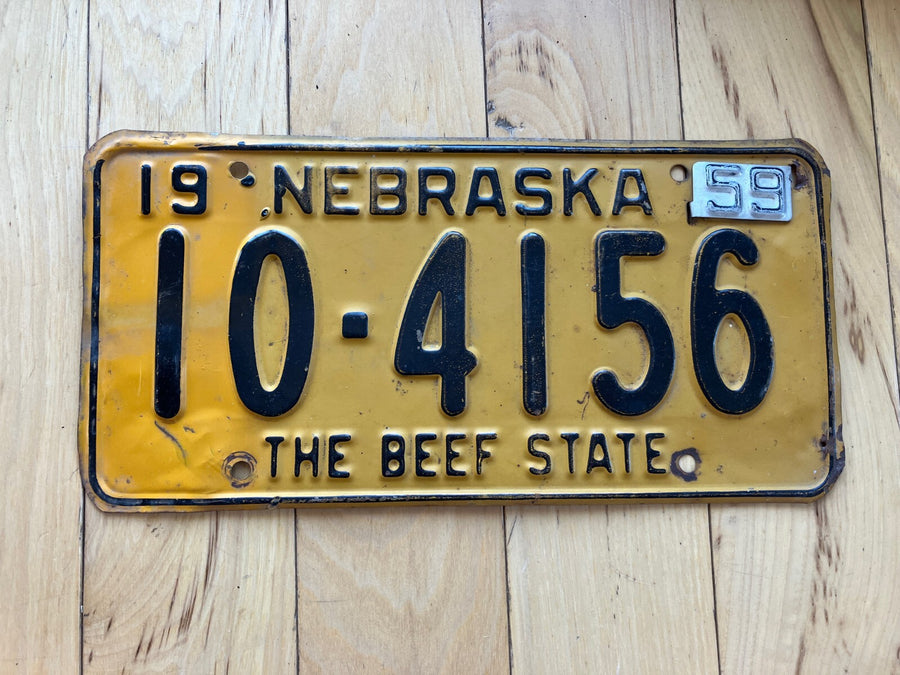 19 NEBRASKA 59
10-4156
THE BEEF STATE